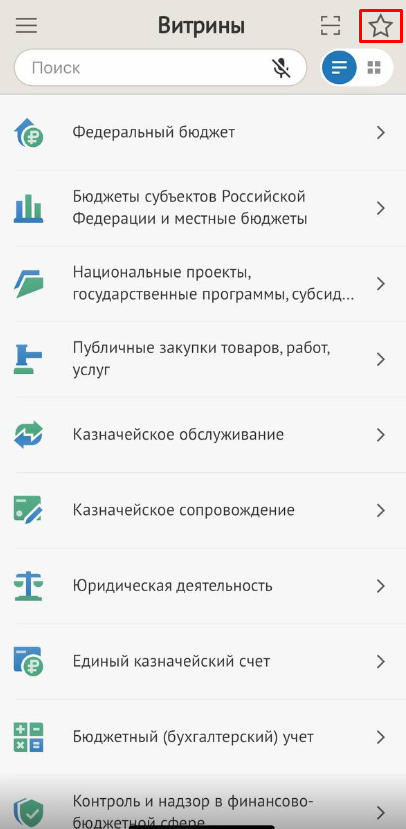 Витрины
Поиск
Федеральный бюджет
Бюджеты субъектов Российской
Федерации и местные бюджеты
Национальные проекты,
государственные программы, субсид...
Публичные закупки товаров, работ,
услуг
Казначейское обслуживание
Казначейское сопровождение
Юридическая деятельность
Единый казначейский счет
Бюджетный (бухгалтерский) учет
Контроль и надзор в финансово-
бюджетной сфере